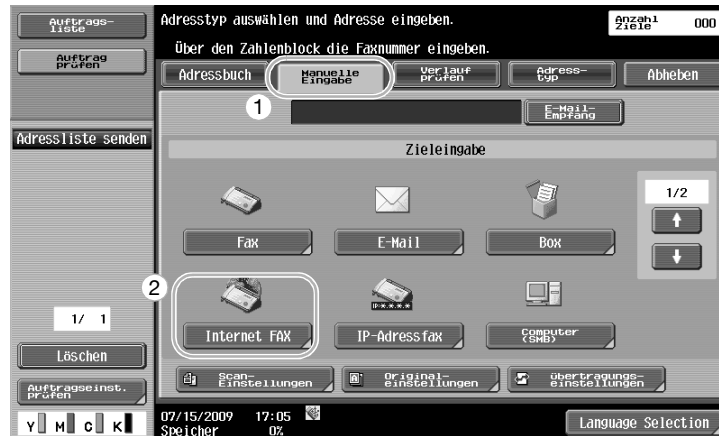 Auftrags-
liste
Auftrag
prüfen
Adresstyp auswählen und Adresse eingeben.
Über den Zahlenblock die Faxnummer eingeben.
Anzahl
Ziele
000
Adressbuch
Manuelle
Eingabe
Verlauf
prüfen
Adress-
typ
Abheben
1
E-Mail-
Empfang
Adressliste senden
Zieleingabe
1/2
Fax
E-Mail
Box
2
Internet FAX
IP-Adressfax
Computer
(SMB)
1/ 1
Löschen
Auftragseinst.
prüfen
Scan-
Einstellungen
Original-
einstellungen
übertragungs-
einstellungen
Y M C K
07/15/2009 17:05
Speicher 0%
Language Selection